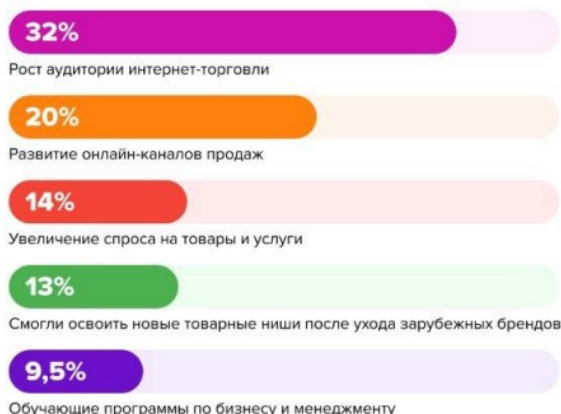 32%
Рост аудитории интернет-торговли
20%
Развитие онлайн-каналов продаж
14%
Увеличение спроса на товары и услуги
13%
Смогли освоить новые товарные ниши после ухода зарубежных брендов
9,5%
Обучающие программы по бизнесу и менеджменту